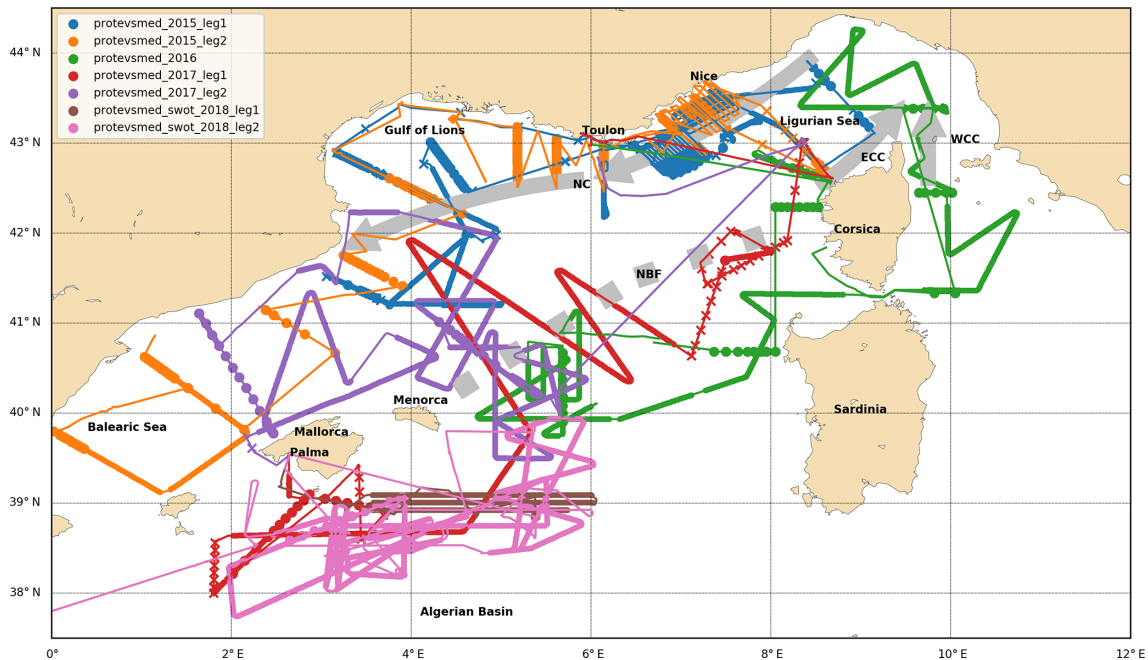 protevsmed_2015_leg1
protevsmed_2015_leg2
protevsmed_2016
protevsmed_2017_leg1
protevsmed_2017_leg2
protevsmed_swot_2018_leg1
protevsmed_swot_2018_leg2
44° N
43° N
42° N
41° N
40° N
39° N
38° N
Nice
Gulf of Lions
Toulon
Ligurian Sea
WCC
ECC
NC
Corsica
NBF
Menorca
Sardinia
Balearic Sea
Mallorca
Palma
Algerian Basin
0°
2° E
4° E
6° E
8° E
10° E
12° E